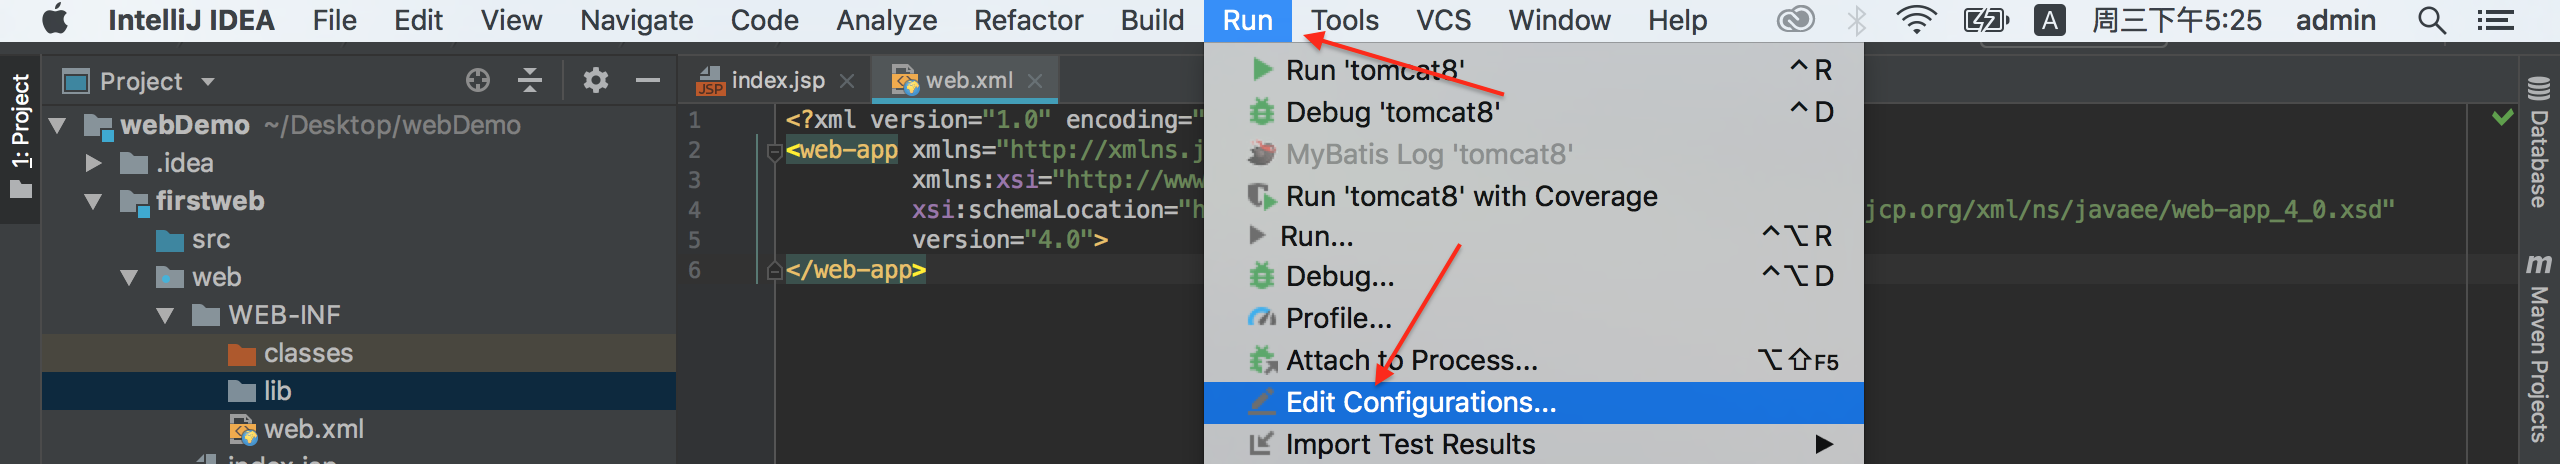 IntelliJ IDEA File Edit View Navigate Code Analyze Refactor Build Run Tools VCS Window Help A 周三下午5:25 admin
1: Project
Project
webDemo ~/Desktop/webDemo
.idea
firstweb
src
web
WEB-INF
classes
lib
web.xml
index.jsp
JSP index.jsp web.xml
1 <?xml version="1.0" encoding="
2 <web-app xmlns="http://xmlns.j
3 xmlns:xsi="http://www
4 xsi:schemaLocation="h jcp.org/xml/ns/javaee/web-app_4_0.xsd"
5 version="4.0">
6 </web-app>
Run 'tomcat8' ⌃R
Debug 'tomcat8' ⌃D
MyBatis Log 'tomcat8'
Run 'tomcat8' with Coverage
Run... ⌃⌥R
Debug... ⌃⌥D
Profile...
Attach to Process... ⌥⇧F5
Edit Configurations...
Import Test Results
Database
m Maven Projects